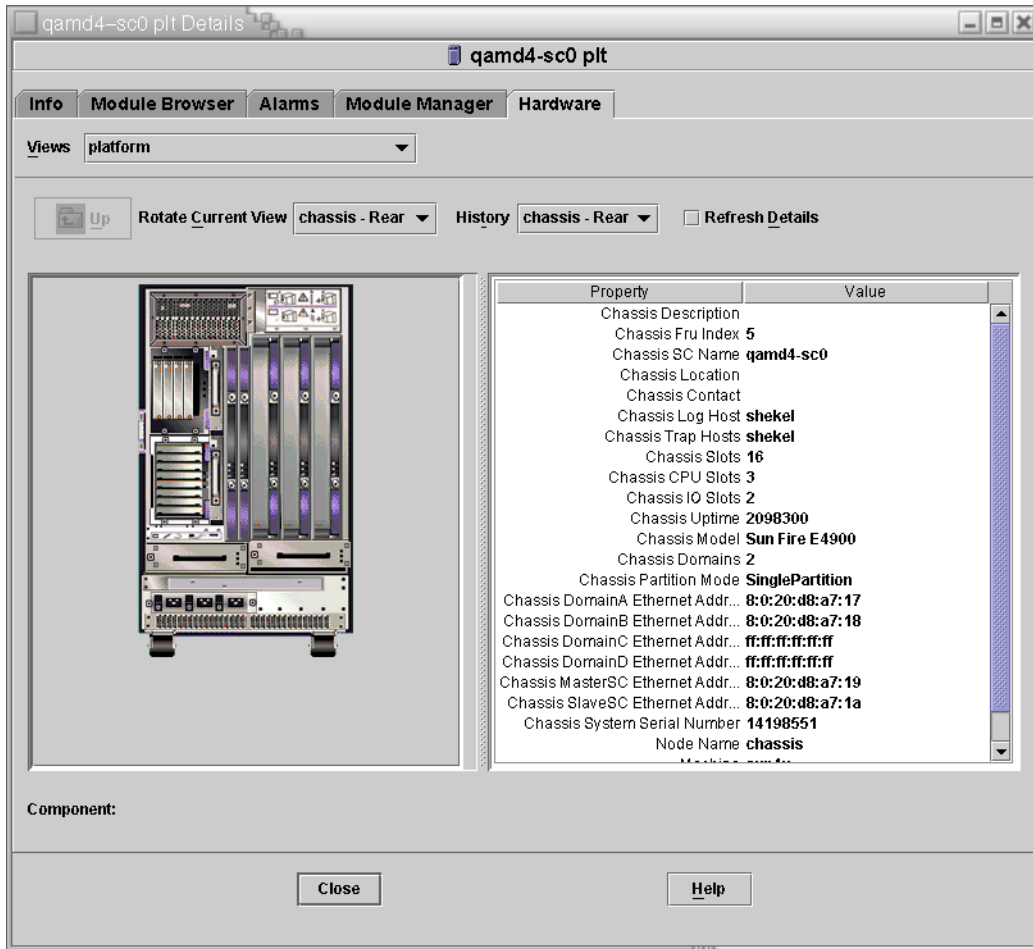 qamd4–sc0 plt Details
qamd4-sc0 plt
Info Module Browser Alarms Module Manager Hardware
Views platform
Up Rotate Current View chassis - Rear History chassis - Rear Refresh Details
Property Value
Chassis Description
Chassis Fru Index 5
Chassis SC Name qamd4-sc0
Chassis Location
Chassis Contact
Chassis Log Host shekel
Chassis Trap Hosts shekel
Chassis Slots 16
Chassis CPU Slots 3
Chassis IO Slots 2
Chassis Uptime 2098300
Chassis Model Sun Fire E4900
Chassis Domains 2
Chassis Partition Mode SinglePartition
Chassis DomainA Ethernet Addr... 8:0:20:d8:a7:17
Chassis DomainB Ethernet Addr... 8:0:20:d8:a7:18
Chassis DomainC Ethernet Addr... ff:ff:ff:ff:ff:ff
Chassis DomainD Ethernet Addr... ff:ff:ff:ff:ff:ff
Chassis MasterSC Ethernet Addr... 8:0:20:d8:a7:19
Chassis SlaveSC Ethernet Addr... 8:0:20:d8:a7:1a
Chassis System Serial Number 14198551
Node Name chassis
Component:
Close Help